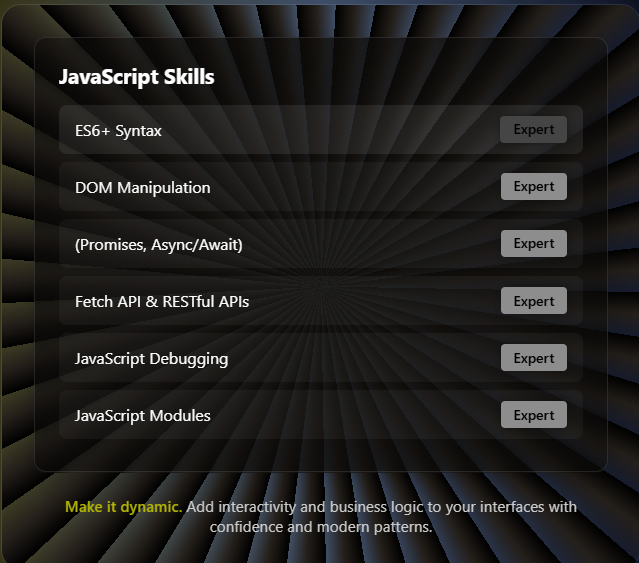 JavaScript Skills
ES6+ Syntax Expert
DOM Manipulation Expert
(Promises, Async/Await) Expert
Fetch API & RESTful APIs Expert
JavaScript Debugging Expert
JavaScript Modules Expert
Make it dynamic. Add interactivity and business logic to your interfaces with
confidence and modern patterns.